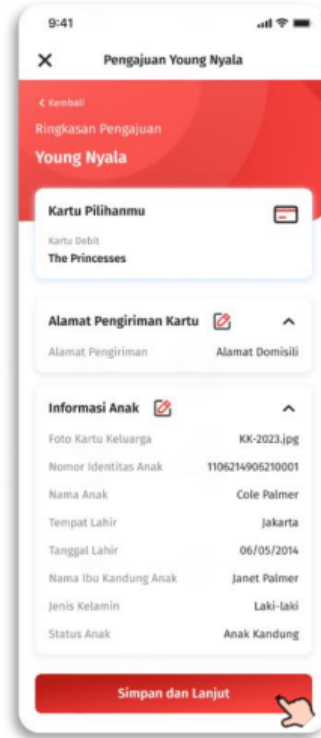 9:41
Pengajuan Young Nyala
< Kembali
Ringkasan Pengajuan
Young Nyala
Kartu Pilihanmu
Kartu Debit
The Princesses
Alamat Pengiriman Kartu
Alamat Pengiriman Alamat Domisili
Informasi Anak
Foto Kartu Keluarga KK-2023.jpg
Nomor Identitas Anak 1106214906210001
Nama Anak Cole Palmer
Tempat Lahir Jakarta
Tanggal Lahir 06/05/2014
Nama Ibu Kandung Anak Janet Palmer
Jenis Kelamin Laki-laki
Status Anak Anak Kandung
Simpan dan Lanjut